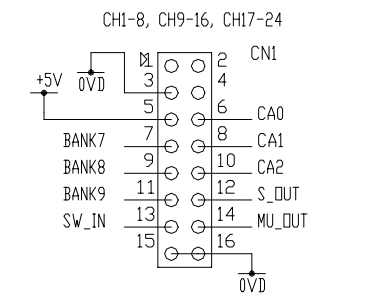 CH1-8, CH9-16, CH17-24
1 2 CN1
+5V 0VD 3 4
5 6 CA0
BANK7 7 8 CA1
BANK8 9 10 CA2
BANK9 11 12 S_OUT
SW_IN 13 14 MU_OUT
15 16
0VD